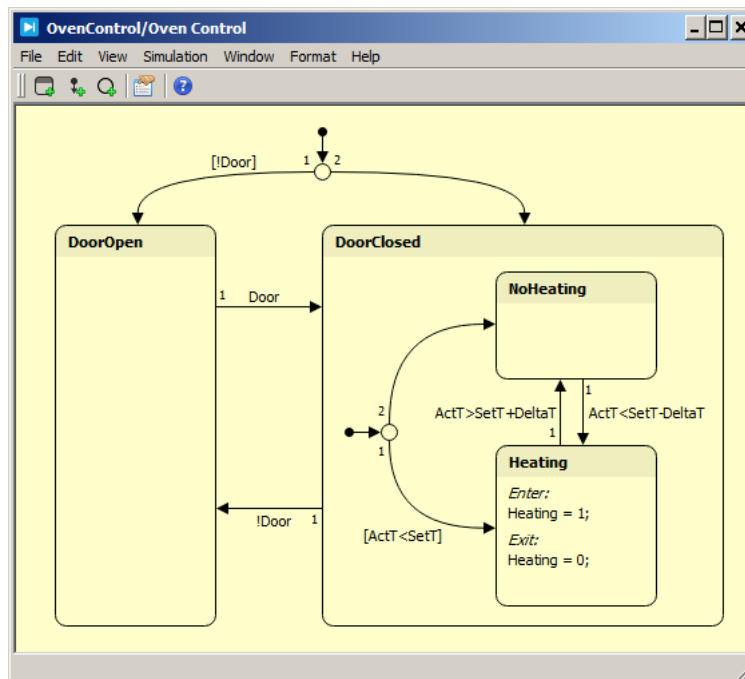 OvenControl/Oven Control
File Edit View Simulation Window Format Help
[!Door] 1 2
DoorOpen
DoorClosed
NoHeating
1 Door
2
1
ActT>SetT+DeltaT
1
ActT<SetT-DeltaT
1
Heating
Enter:
Heating = 1;
Exit:
Heating = 0;
!Door 1
[ActT<SetT]